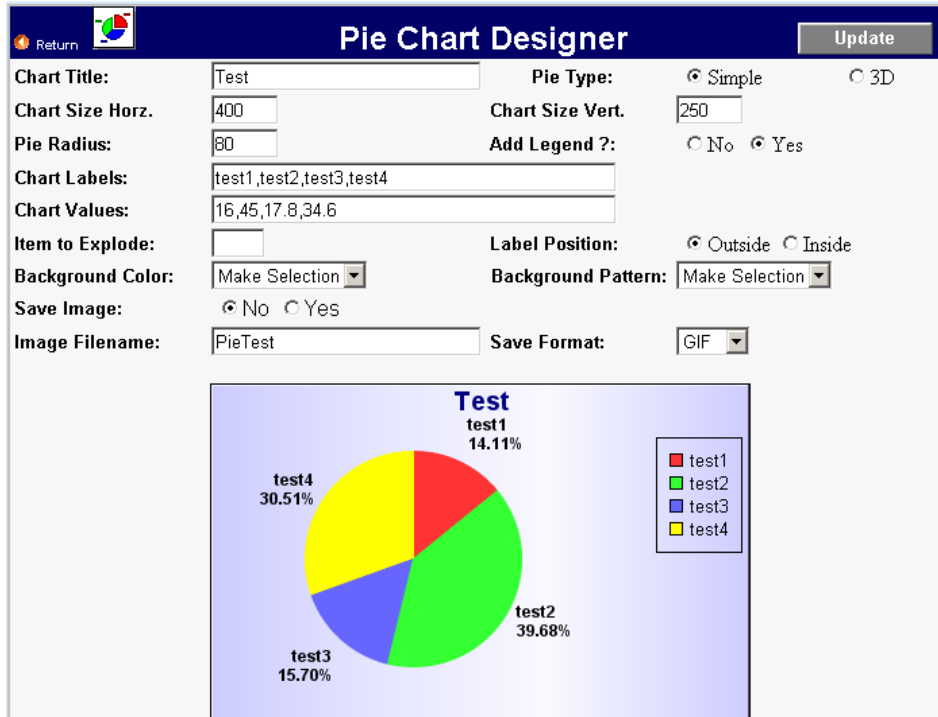 Return Pie Chart Designer Update
Chart Title: Test Pie Type: Simple 3D
Chart Size Horz. 400 Chart Size Vert. 250
Pie Radius: 80 Add Legend ?: No Yes
Chart Labels: test1,test2,test3,test4
Chart Values: 16,45,17.8,34.6
Item to Explode: Label Position: Outside Inside
Background Color: Make Selection Background Pattern: Make Selection
Save Image: No Yes
Image Filename: PieTest Save Format: GIF
Test
test1
14.11%
test4
30.51%
test2
39.68%
test3
15.70%
test1
test2
test3
test4